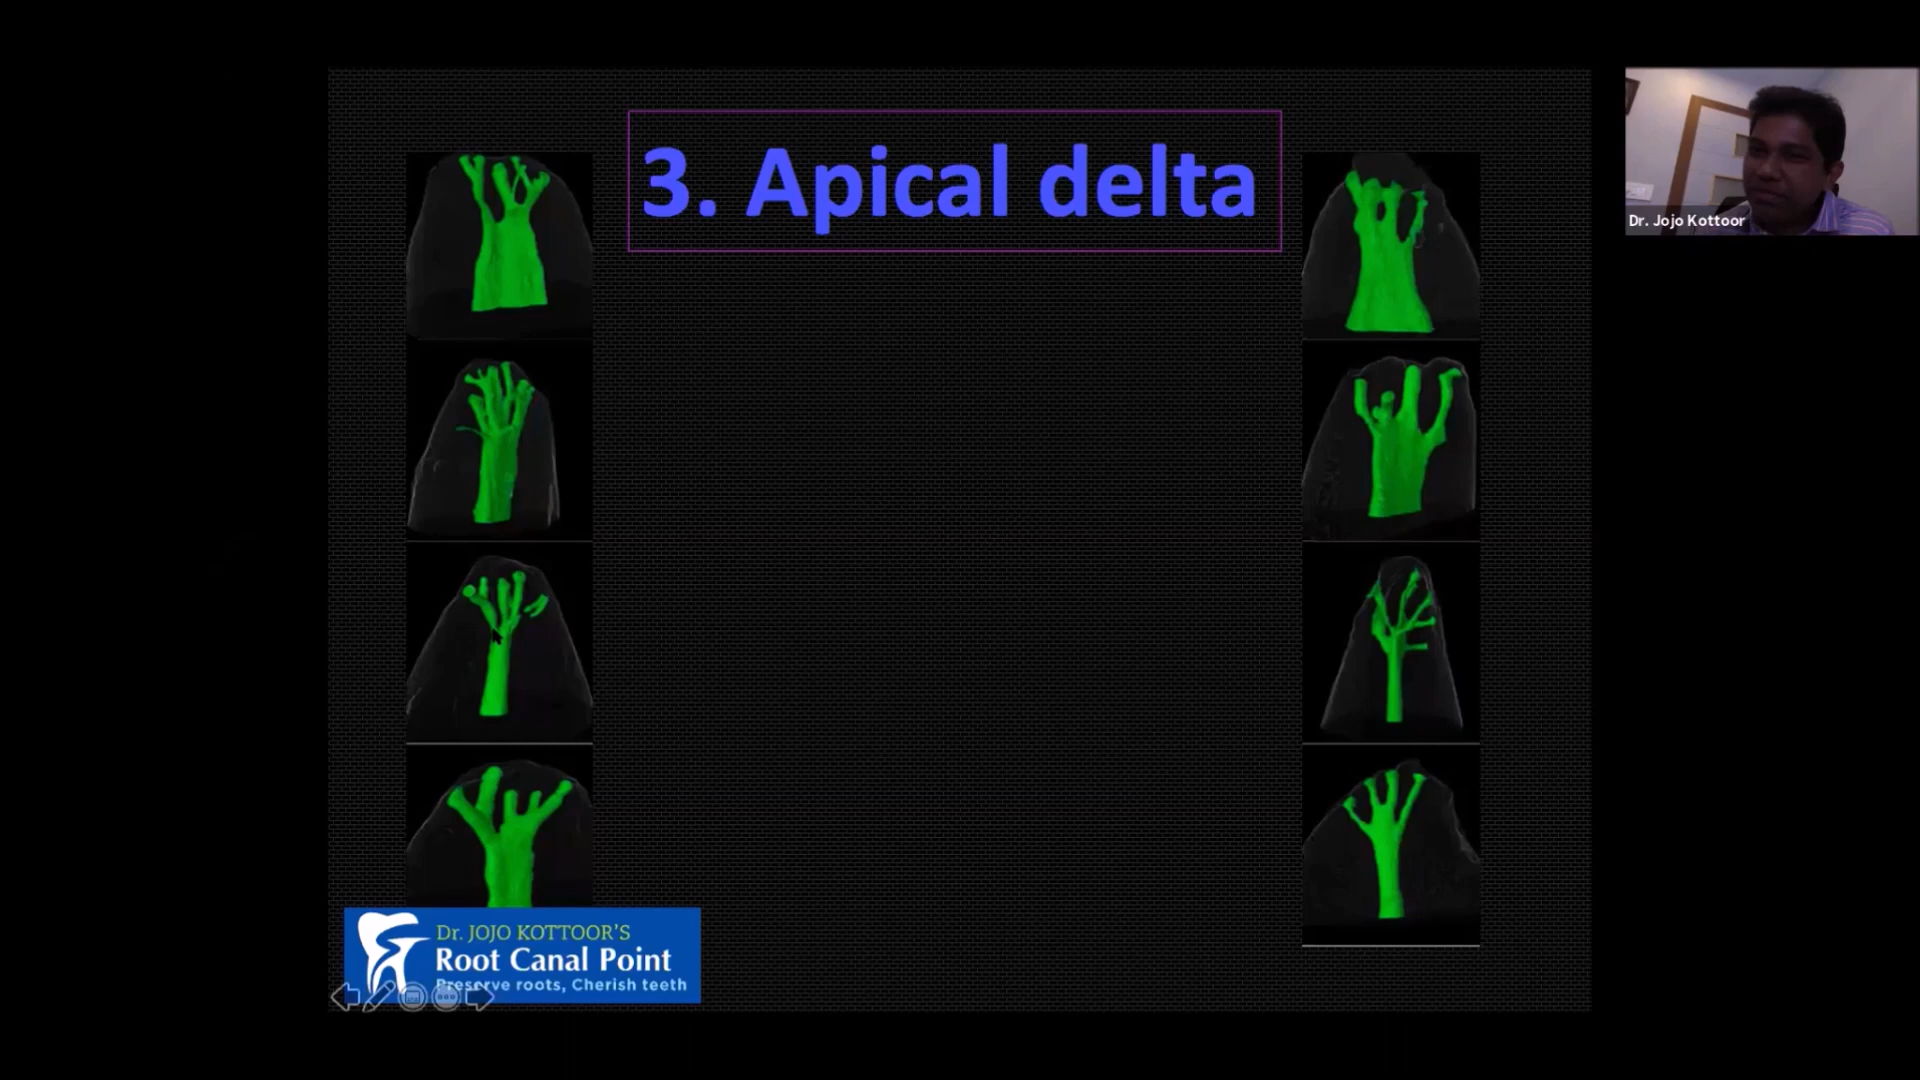 3. Apical delta
Dr. Jojo Kottoor
Dr. JOJO KOTTOOR'S
Root Canal Point
Preserve roots, Cherish teeth